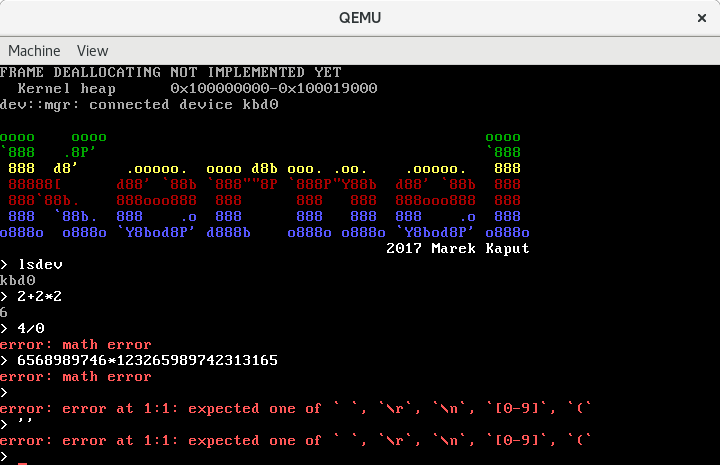 QEMU
Machine View
FRAME DEALLOCATING NOT IMPLEMENTED YET
  Kernel heap      0x100000000-0x100019000
dev::mgr: connected device kbd0
oooo    oooo                                          oooo
`888   .8P'                                           `888
 888  d8'      .ooooo.  oooo d8b ooo. .oo.    .ooooo.  888
 88888[       d88' `88b `888""8P `888P"Y88b  d88' `88b  888
 888`88b.     888ooo888  888      888   888  888ooo888  888
 888  `88b.  888    .o  888      888   888  888    .o  888
o888o  o888o `Y8bod8P' d888b    o888o o888o `Y8bod8P' o888o
2017 Marek Kaput
> lsdev
kbd0
> 2+2*2
6
> 4/0
error: math error
> 6568989746*123265989742313165
error: math error
>
error: error at 1:1: expected one of ` `, `\r`, `\n`, `[0-9]`, `(`
> ''
error: error at 1:1: expected one of ` `, `\r`, `\n`, `[0-9]`, `(`
>